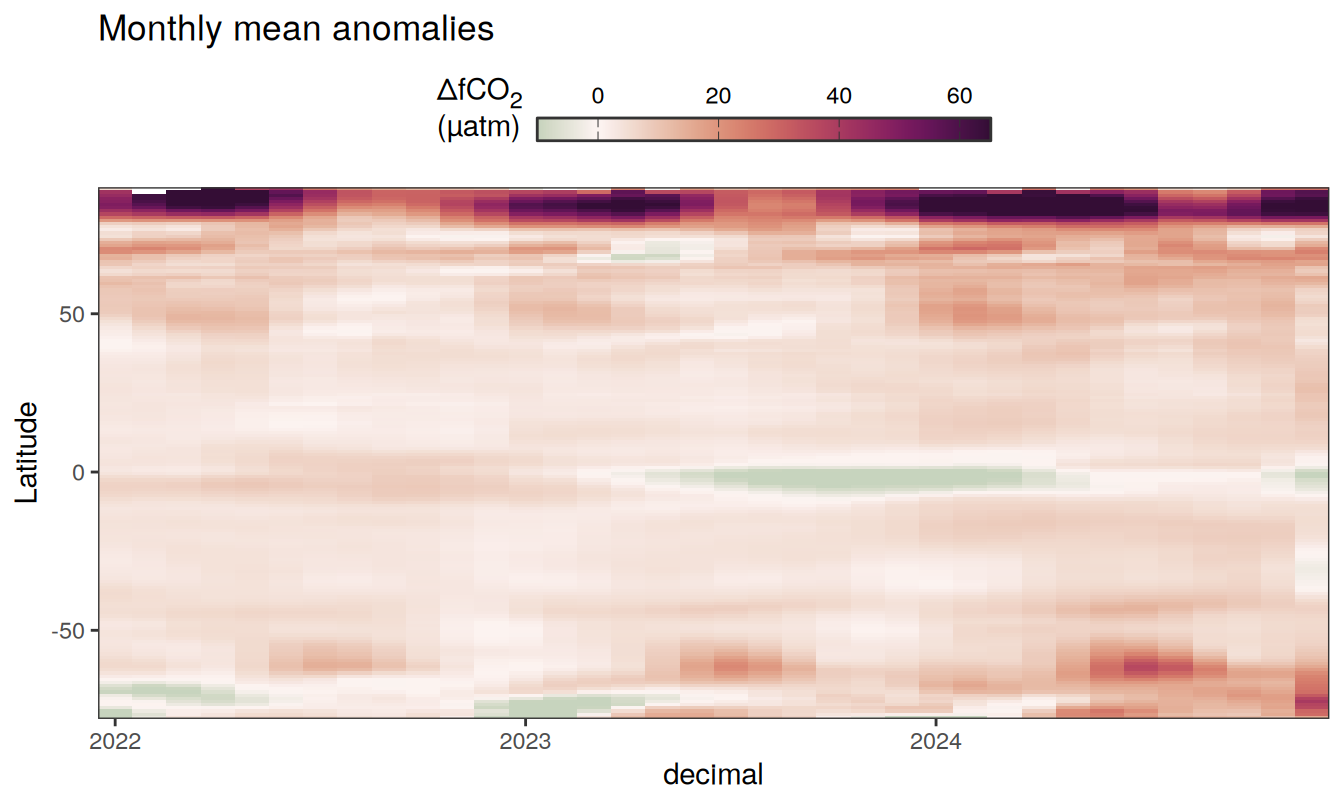 Monthly mean anomalies
ΔfCO₂
(µatm)
0 20 40 60
Latitude
50
0
-50
2022 2023 2024
decimal